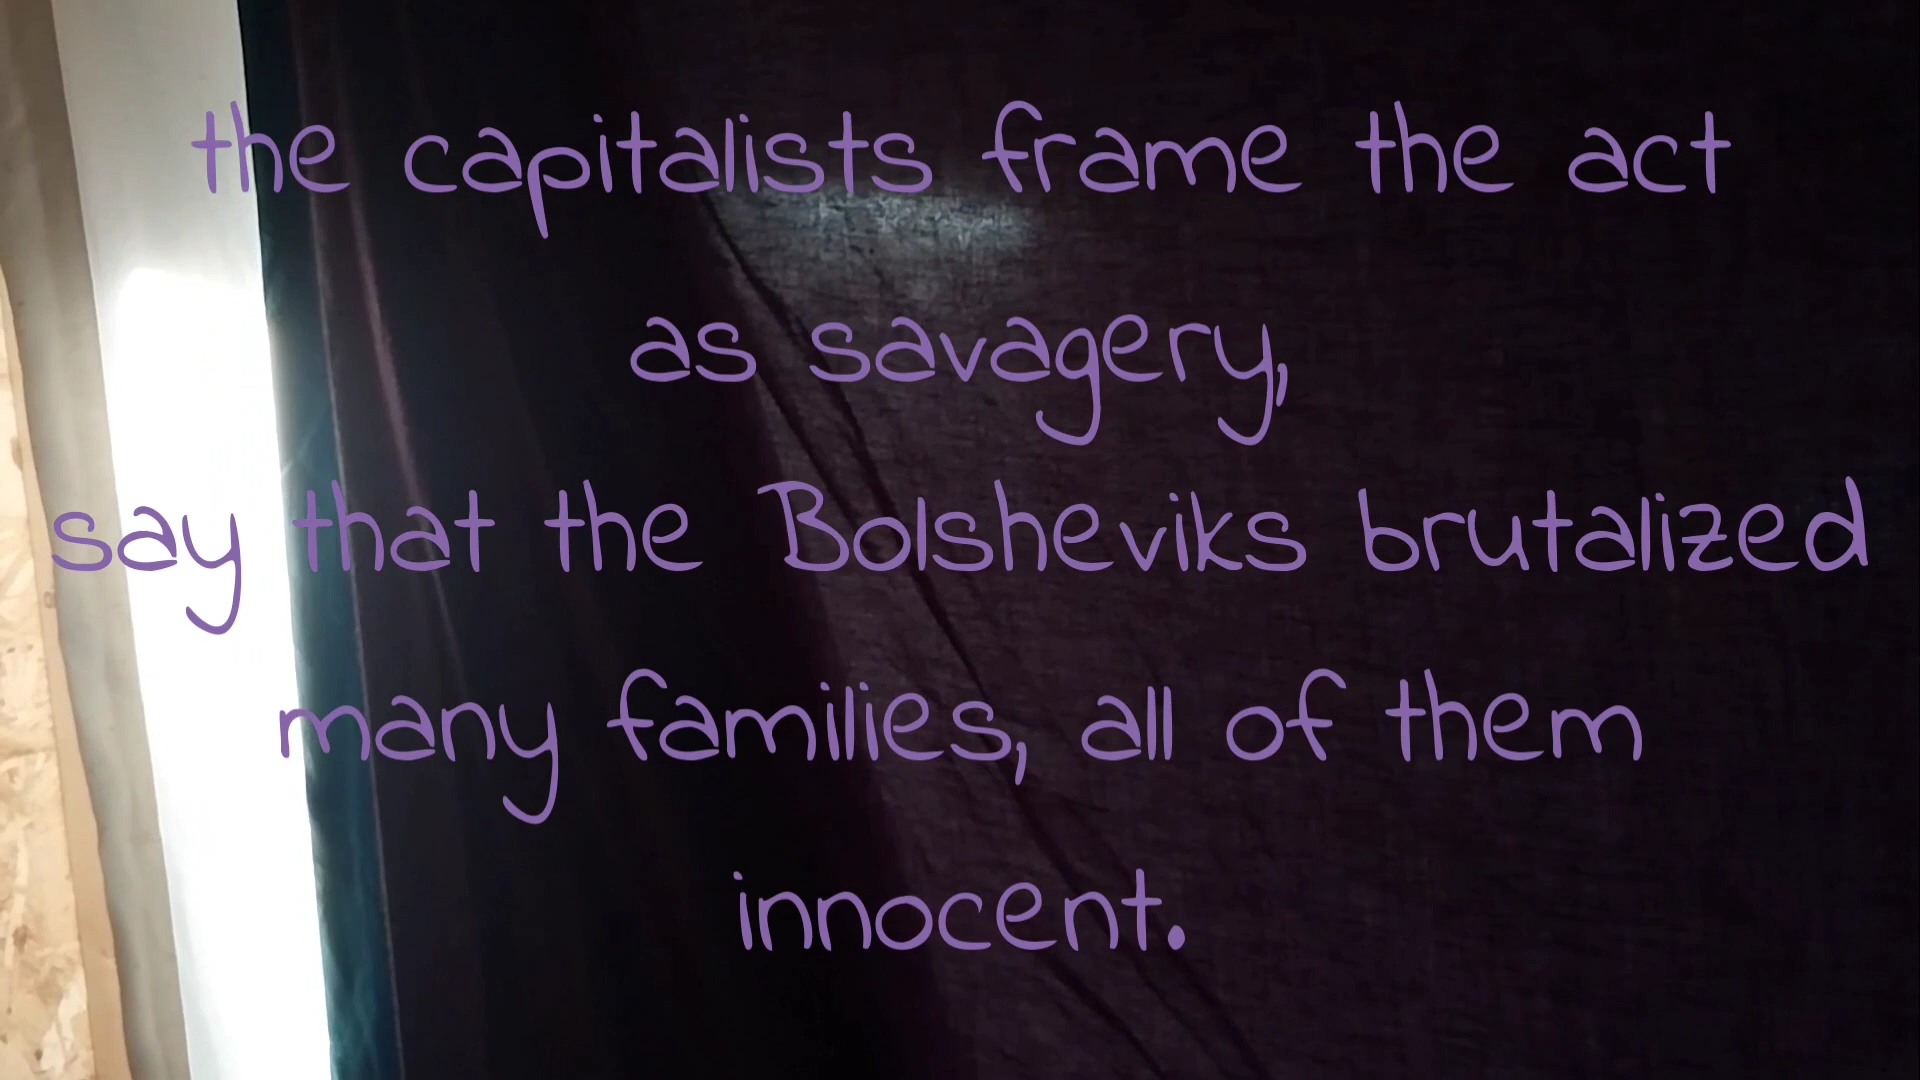 the capitalists frame the act
as savagery,
say that the Bolsheviks brutalized
many families, all of them
innocent.